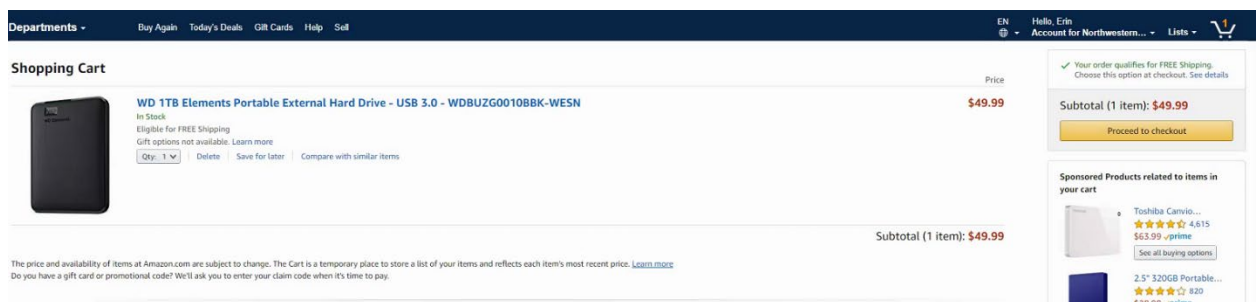 Departments
Buy Again Today's Deals Gift Cards Help Sell
EN
Hello, Erin
Account for Northwestern... Lists
1
Shopping Cart
Price
WD 1TB Elements Portable External Hard Drive - USB 3.0 - WDBUZG0010BBK-WESN
$49.99
In Stock
Eligible for FREE Shipping
Gift options not available. Learn more
Qty: 1 Delete Save for later Compare with similar items
Subtotal (1 item): $49.99
The price and availability of items at Amazon.com are subject to change. The Cart is a temporary place to store a list of your items and reflects each item's most recent price. Learn more
Do you have a gift card or promotional code? We'll ask you to enter your claim code when it's time to pay.
Your order qualifies for FREE Shipping.
Choose this option at checkout. See details
Subtotal (1 item): $49.99
Proceed to checkout
Sponsored Products related to items in
your cart
Toshiba Canvio...
4,615
$63.99 prime
See all buying options
2.5" 320GB Portable...
820